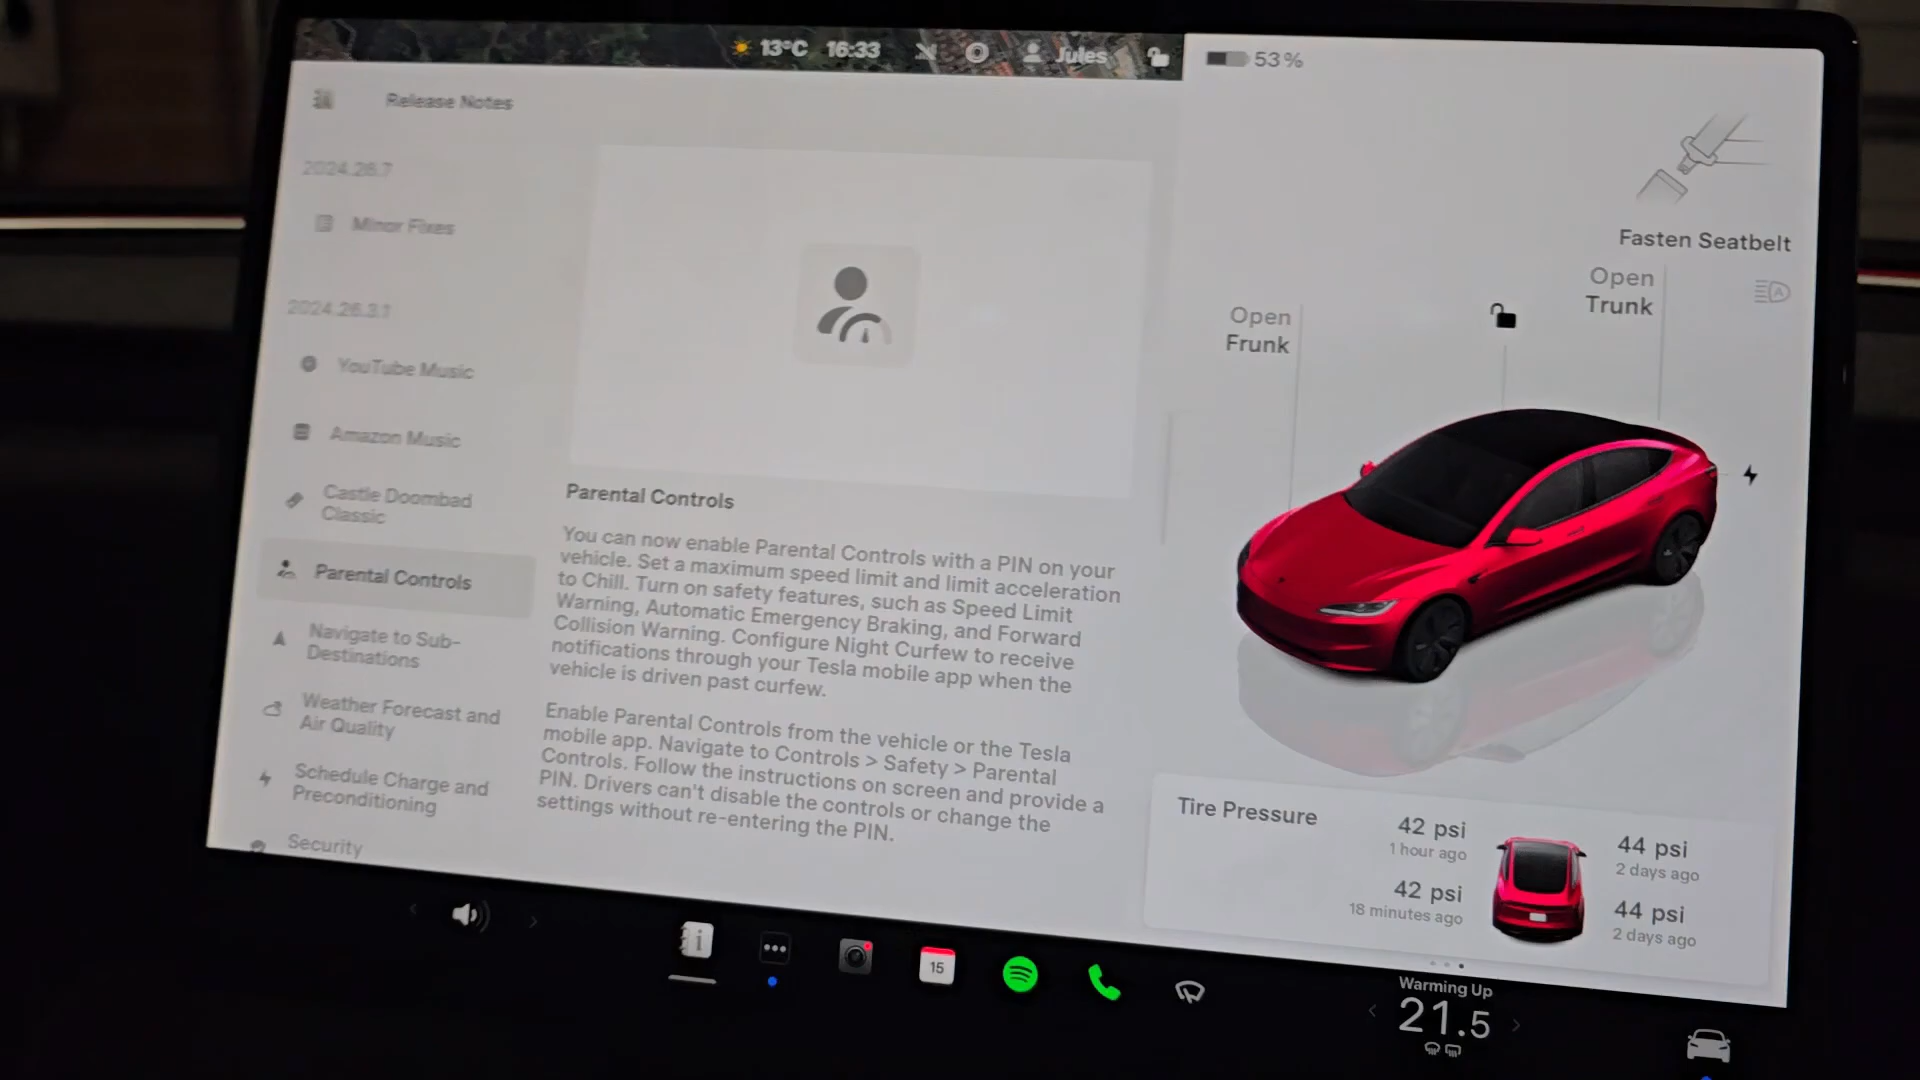 13°C 16:33 Jules
53%
Release Notes
2024.26.7
Minor Fixes
2024.26.3.1
YouTube Music
Amazon Music
Castle Doombad
Classic
Parental Controls
Navigate to Sub-
Destinations
Weather Forecast and
Air Quality
Schedule Charge and
Preconditioning
Security
Parental Controls
You can now enable Parental Controls with a PIN on your
vehicle. Set a maximum speed limit and limit acceleration
to Chill. Turn on safety features, such as Speed Limit
Warning, Automatic Emergency Braking, and Forward
Collision Warning. Configure Night Curfew to receive
notifications through your Tesla mobile app when the
vehicle is driven past curfew.
Enable Parental Controls from the vehicle or the Tesla
mobile app. Navigate to Controls > Safety > Parental
Controls. Follow the instructions on screen and provide a
PIN. Drivers can't disable the controls or change the
settings without re-entering the PIN.
Fasten Seatbelt
Open
Trunk
Open
Frunk
Tire Pressure
42 psi
1 hour ago
44 psi
2 days ago
42 psi
18 minutes ago
44 psi
2 days ago
15
Warming Up
21.5